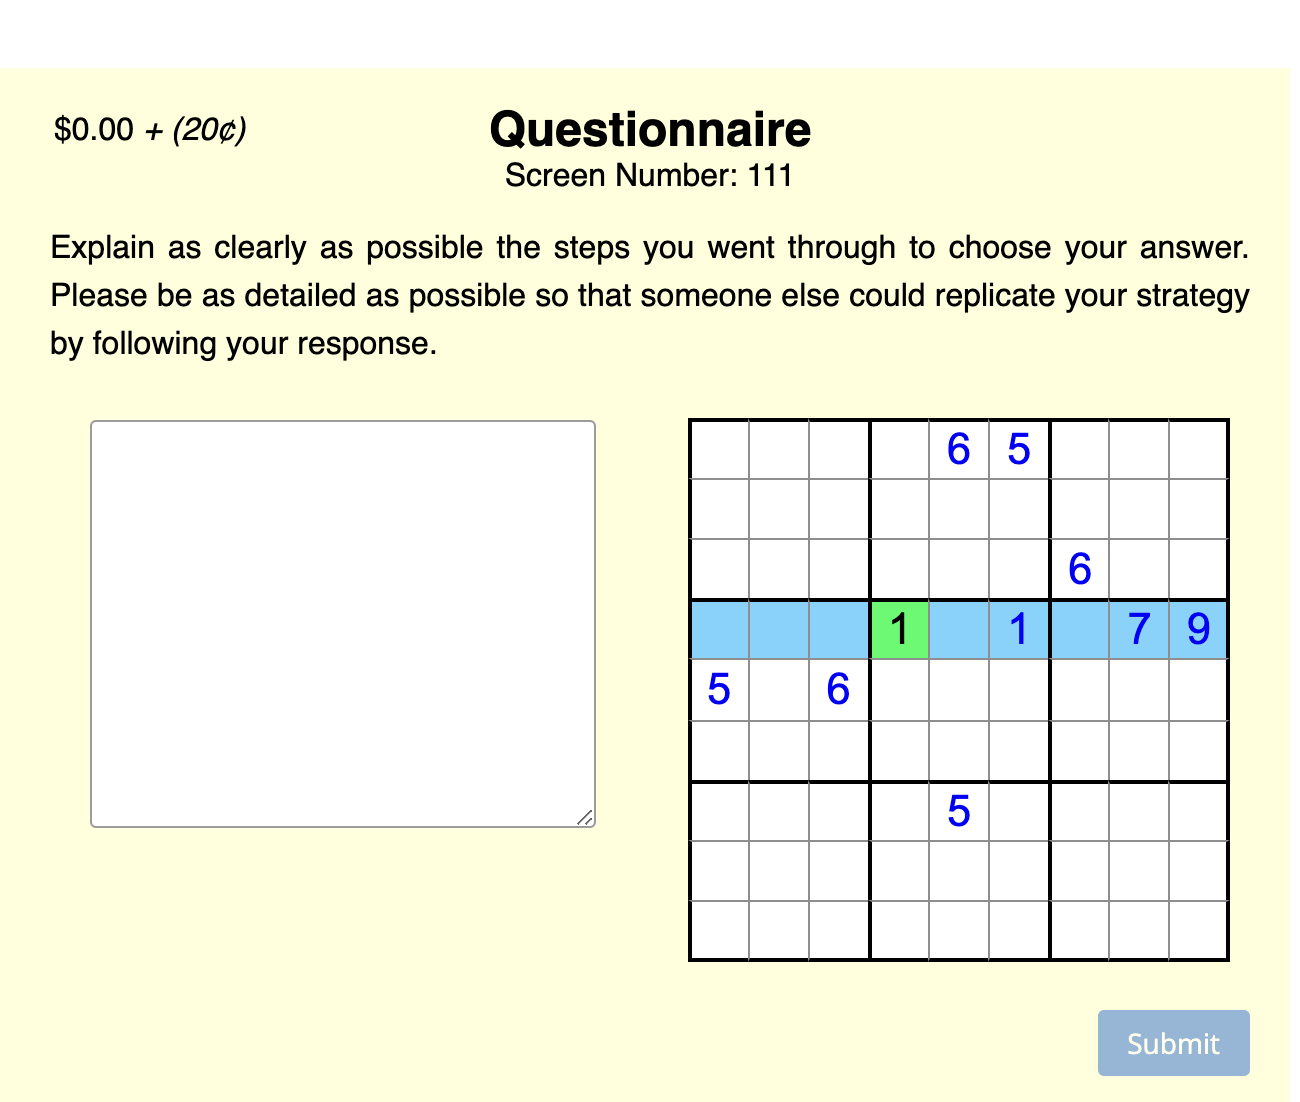 $0.00 + (20¢)
Questionnaire
Screen Number: 111
Explain as clearly as possible the steps you went through to choose your answer.
Please be as detailed as possible so that someone else could replicate your strategy
by following your response.
6 5
6
1 1 7 9
5 6
5
Submit